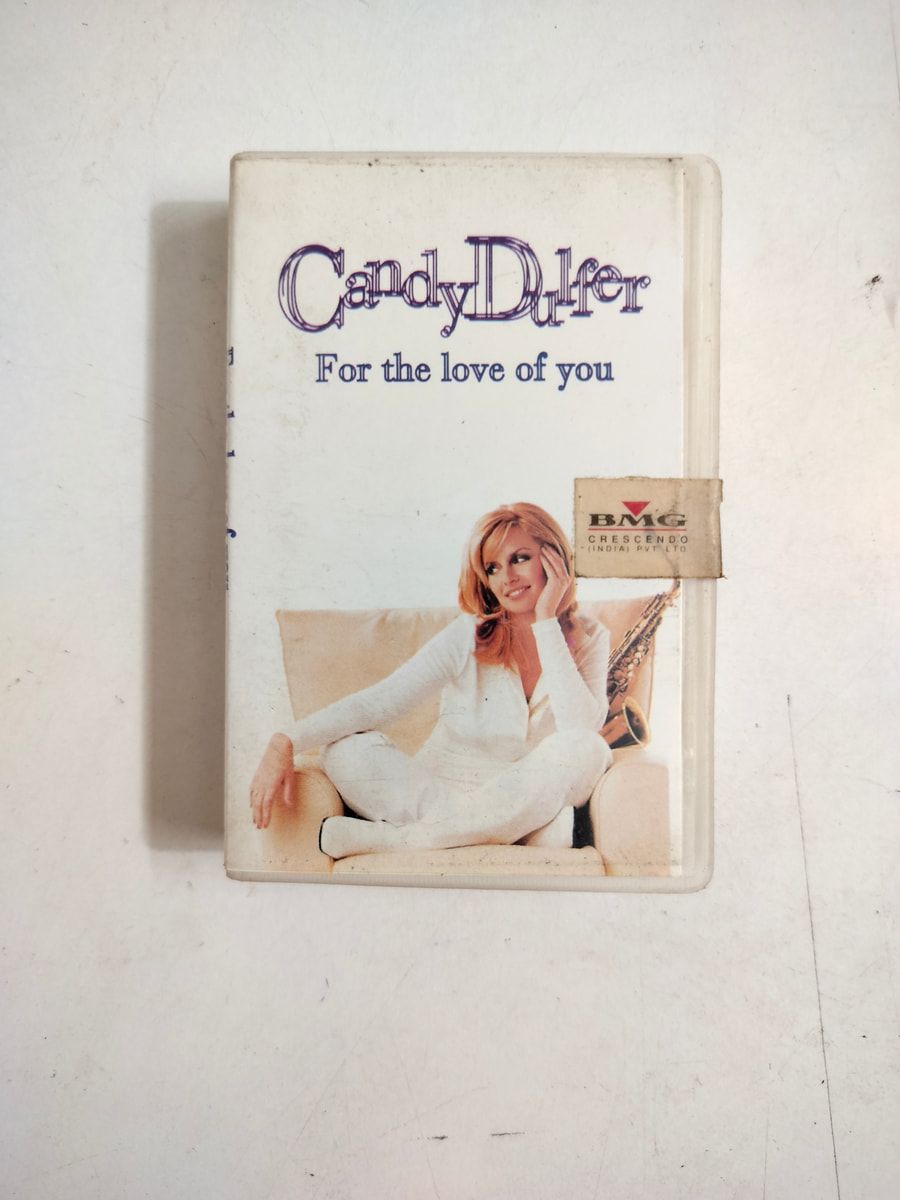 Candy Dulfer
For the love of you
BMG
CRESCENDO
(INDIA) PVT LTD